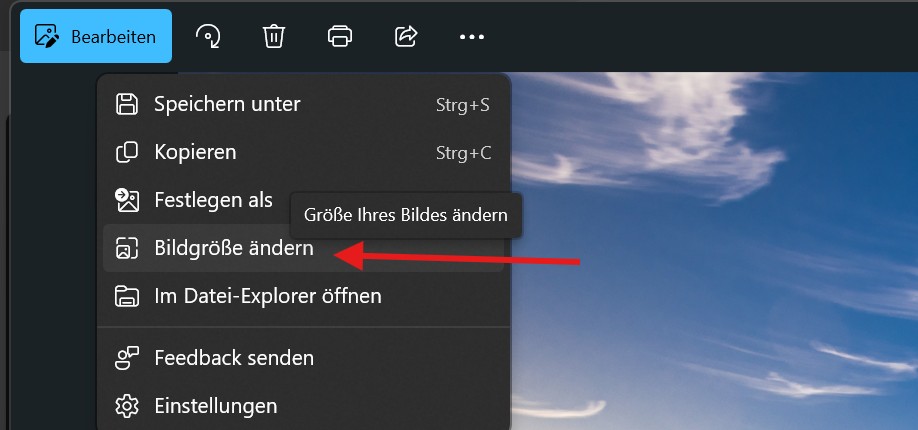 Bearbeiten
Speichern unter Strg+S
Kopieren Strg+C
Festlegen als
Größe Ihres Bildes ändern
Bildgröße ändern
Im Datei-Explorer öffnen
Feedback senden
Einstellungen